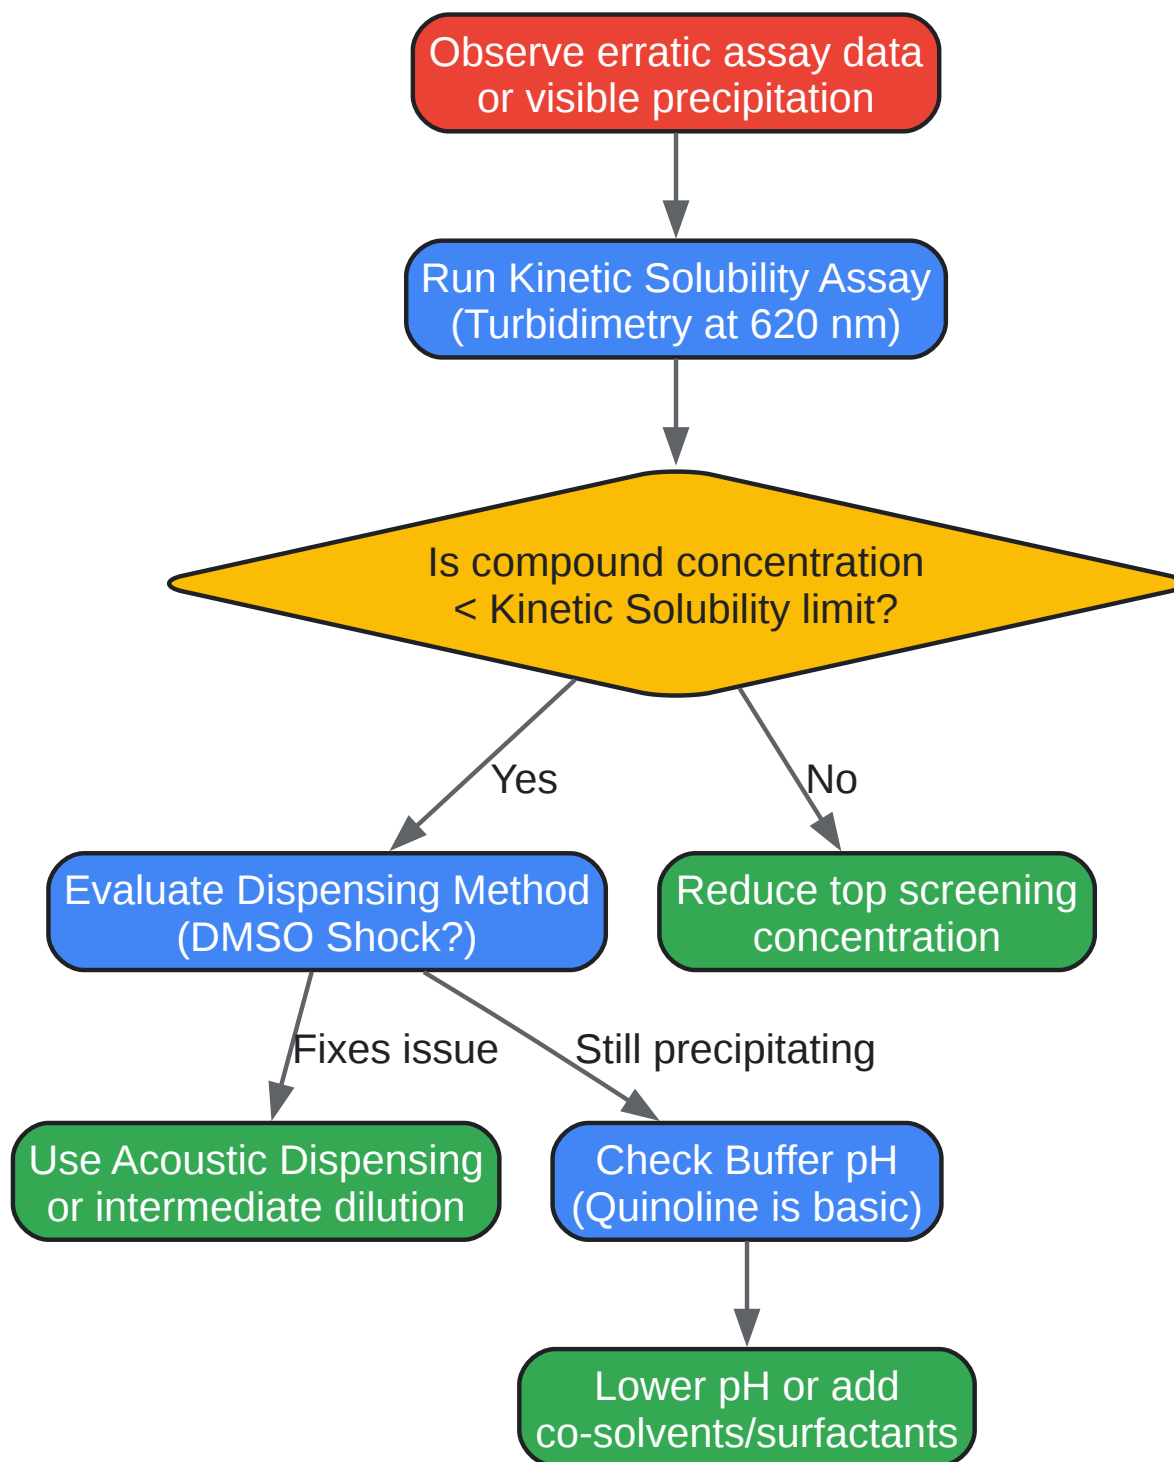 Observe erratic assay data
or visible precipitation
Run Kinetic Solubility Assay
(Turbidimetry at 620 nm)
Is compound concentration
< Kinetic Solubility limit?
Yes
No
Evaluate Dispensing Method
(DMSO Shock?)
Reduce top screening
concentration
Fixes issue
Still precipitating
Use Acoustic Dispensing
or intermediate dilution
Check Buffer pH
(Quinoline is basic)
Lower pH or add
co-solvents/surfactants